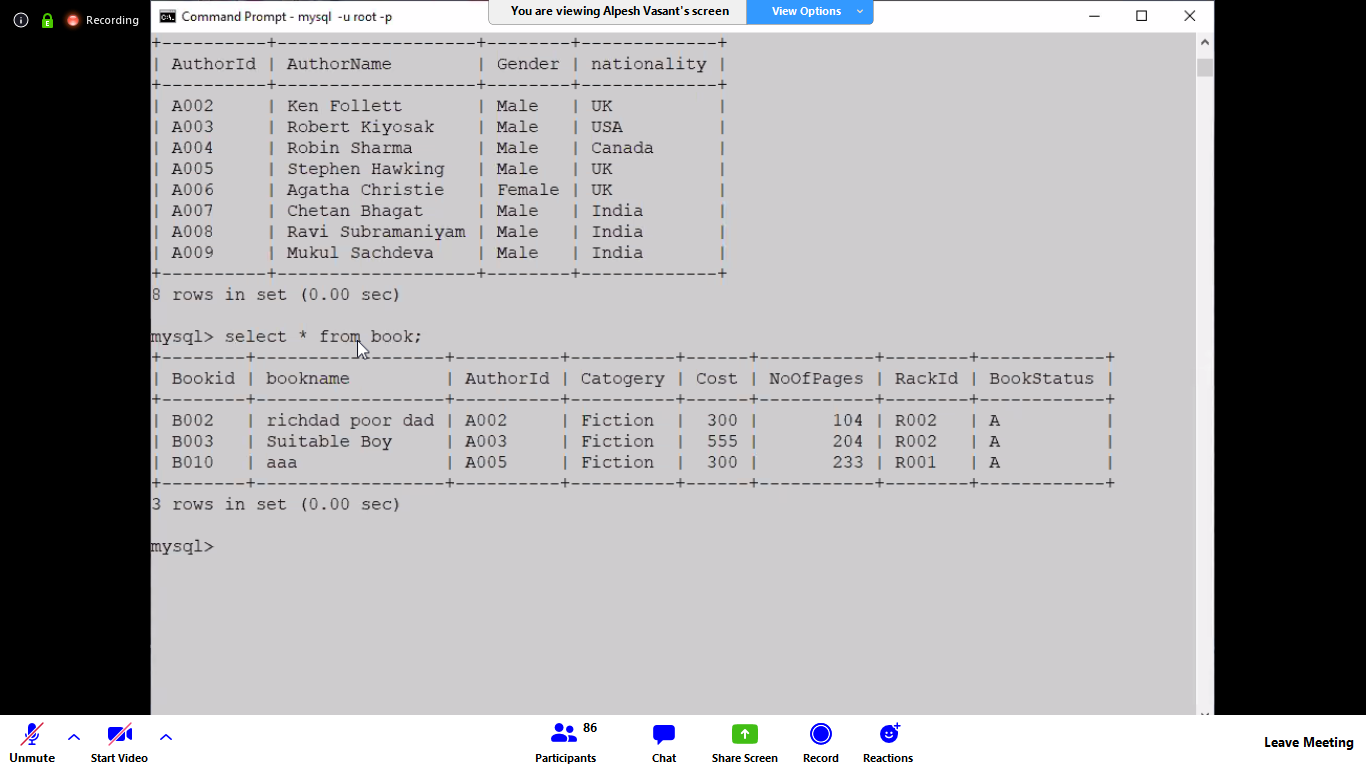 Recording
Command Prompt - mysql -u root -p
You are viewing Alpesh Vasant's screen
View Options
+----------+-------------------+--------+-------------+
| AuthorId | AuthorName        | Gender | nationality |
+----------+-------------------+--------+-------------+
| A002     | Ken Follett       | Male   | UK          |
| A003     | Robert Kiyosak    | Male   | USA         |
| A004     | Robin Sharma      | Male   | Canada      |
| A005     | Stephen Hawking   | Male   | UK          |
| A006     | Agatha Christie   | Female | UK          |
| A007     | Chetan Bhagat     | Male   | India       |
| A008     | Ravi Subramaniyam | Male   | India       |
| A009     | Mukul Sachdeva    | Male   | India       |
+----------+-------------------+--------+-------------+
8 rows in set (0.00 sec)
mysql> select * from book;
+--------+------------------+----------+----------+------+-----------+--------+------------+
| Bookid | bookname         | AuthorId | Catogery | Cost | NoOfPages | RackId | BookStatus |
+--------+------------------+----------+----------+------+-----------+--------+------------+
| B002   | richdad poor dad | A002     | Fiction  |  300 |       104 | R002   | A          |
| B003   | Suitable Boy     | A003     | Fiction  |  555 |       204 | R002   | A          |
| B010   | aaa              | A005     | Fiction  |  300 |       233 | R001   | A          |
+--------+------------------+----------+----------+------+-----------+--------+------------+
3 rows in set (0.00 sec)
mysql>
Unmute
Start Video
86
Participants
Chat
Share Screen
Record
Reactions
Leave Meeting